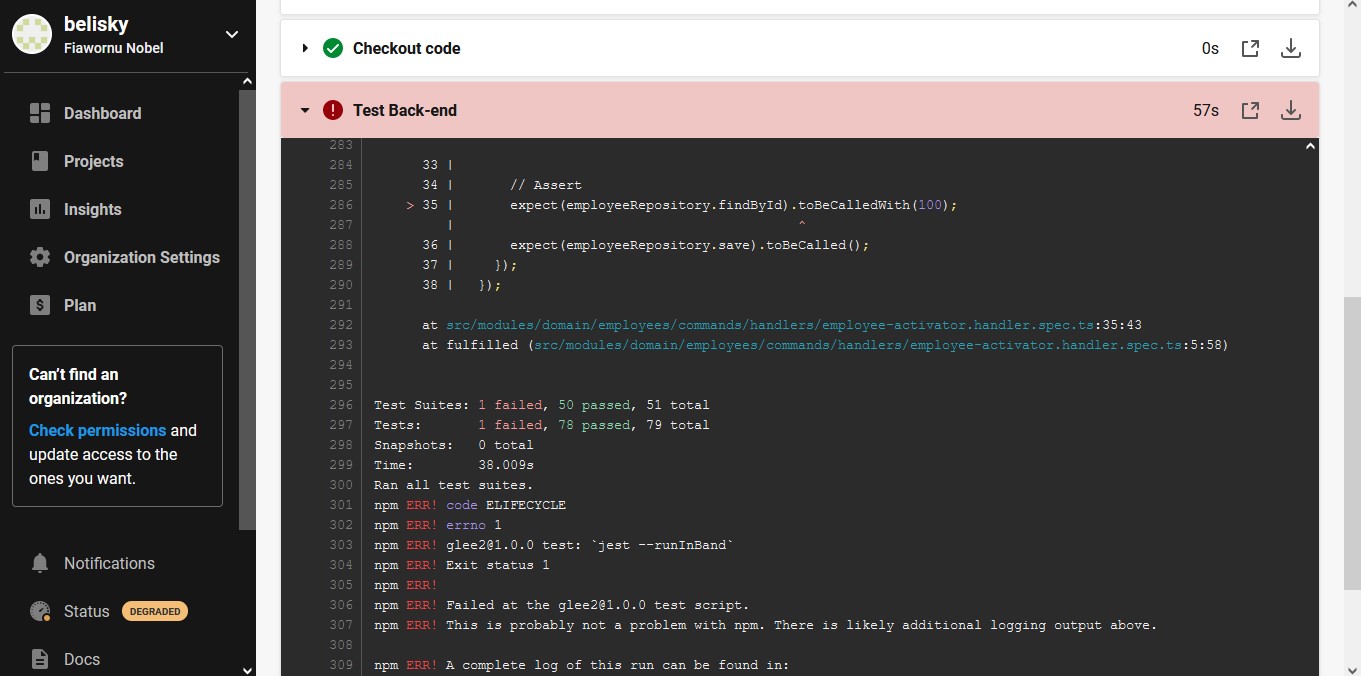 belisky
Fiawornu Nobel
Dashboard
Projects
Insights
Organization Settings
$ Plan
Can't find an
organization?
Check permissions and
update access to the
ones you want.
Notifications
Status DEGRADED
Docs
Checkout code 0s
! Test Back-end 57s
283
284 33 |
285 34 | // Assert
286 > 35 | expect(employeeRepository.findById).toBeCalledWith(100);
287 | ^
288 36 | expect(employeeRepository.save).toBeCalled();
289 37 | });
290 38 | });
291
292 at src/modules/domain/employees/commands/handlers/employee-activator.handler.spec.ts:35:43
293 at fulfilled (src/modules/domain/employees/commands/handlers/employee-activator.handler.spec.ts:5:58)
294
295
296 Test Suites: 1 failed, 50 passed, 51 total
297 Tests: 1 failed, 78 passed, 79 total
298 Snapshots: 0 total
299 Time: 38.009s
300 Ran all test suites.
301 npm ERR! code ELIFECYCLE
302 npm ERR! errno 1
303 npm ERR! glee2@1.0.0 test: `jest --runInBand`
304 npm ERR! Exit status 1
305 npm ERR!
306 npm ERR! Failed at the glee2@1.0.0 test script.
307 npm ERR! This is probably not a problem with npm. There is likely additional logging output above.
308
309 npm ERR! A complete log of this run can be found in: